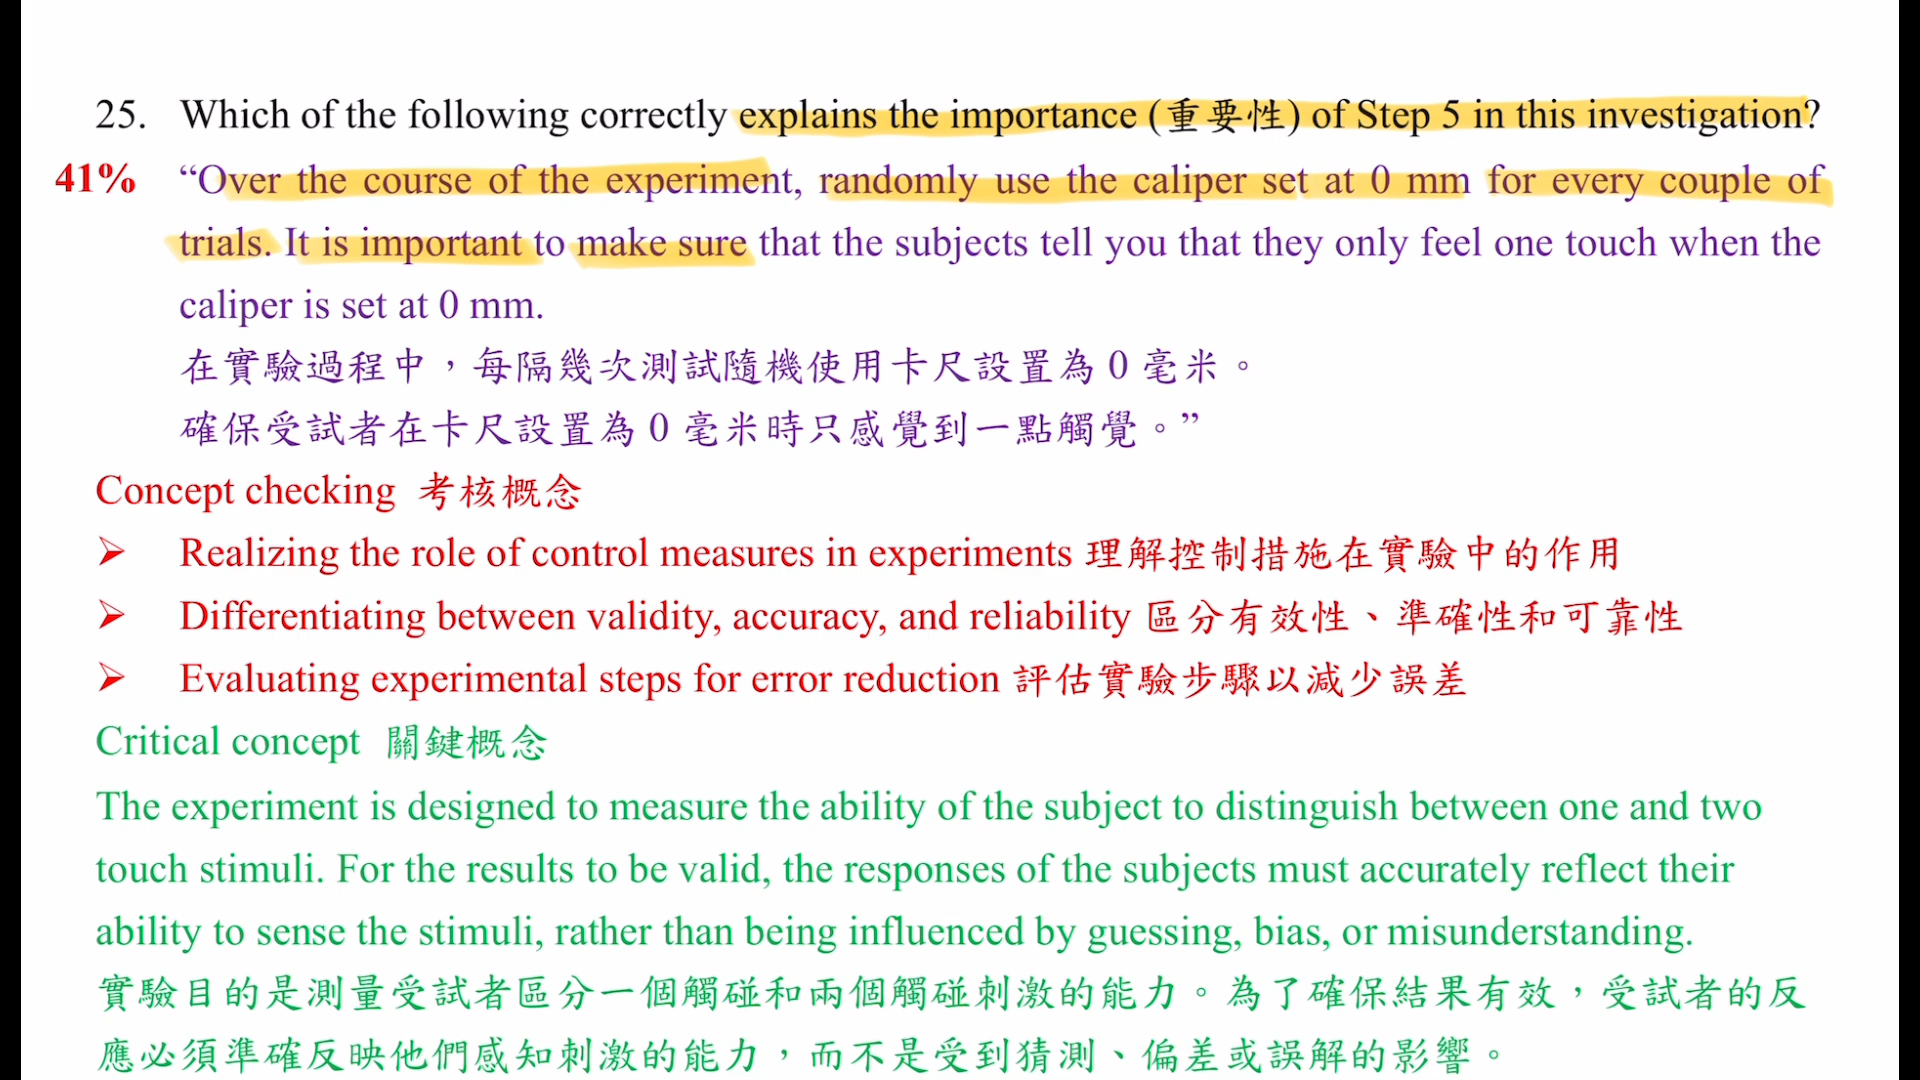 25. Which of the following correctly explains the importance (重要性) of Step 5 in this investigation?
41% “Over the course of the experiment, randomly use the caliper set at 0 mm for every couple of
trials. It is important to make sure that the subjects tell you that they only feel one touch when the
caliper is set at 0 mm.
在實驗過程中，每隔幾次測試隨機使用卡尺設置為 0 毫米。
確保受試者在卡尺設置為 0 毫米時只感覺到一點觸覺。”
Concept checking 考核概念
➢ Realizing the role of control measures in experiments 理解控制措施在實驗中的作用
➢ Differentiating between validity, accuracy, and reliability 區分有效性、準確性和可靠性
➢ Evaluating experimental steps for error reduction 評估實驗步驟以減少誤差
Critical concept 關鍵概念
The experiment is designed to measure the ability of the subject to distinguish between one and two
touch stimuli. For the results to be valid, the responses of the subjects must accurately reflect their
ability to sense the stimuli, rather than being influenced by guessing, bias, or misunderstanding.
實驗目的是測量受試者區分一個觸碰和兩個觸碰刺激的能力。為了確保結果有效，受試者的反
應必須準確反映他們感知刺激的能力，而不是受到猜測、偏差或誤解的影響。